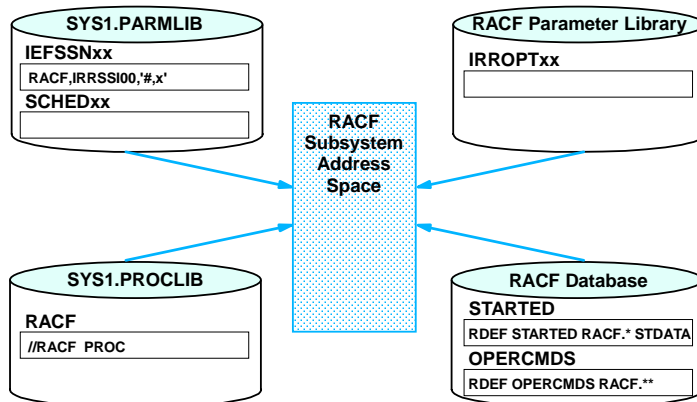 SYS1.PARMLIB
IEFSSNxx
RACF,IRRSSI00,'#,x'
SCHEDxx
RACF Parameter Library
IRROPTxx
RACF
Subsystem
Address
Space
SYS1.PROCLIB
RACF
//RACF PROC
RACF Database
STARTED
RDEF STARTED RACF.* STDATA
OPERCMDS
RDEF OPERCMDS RACF.**